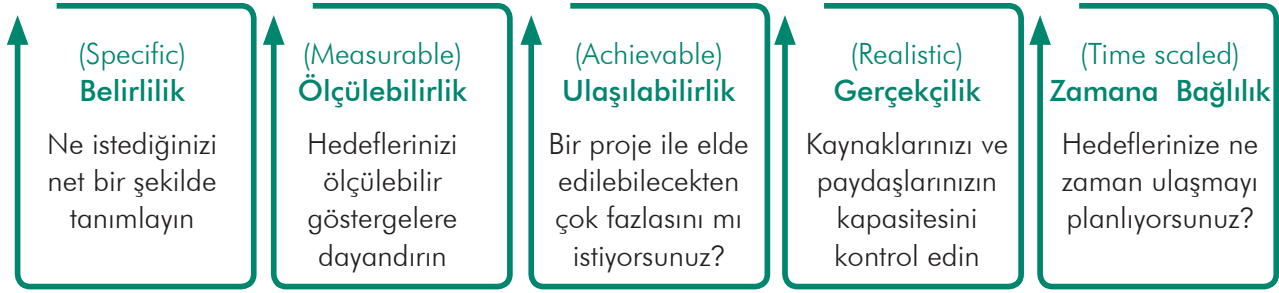 (Specific)
Belirlilik
Ne istediğinizi
net bir şekilde
tanımlayın
(Measurable)
Ölçülebilirlik
Hedeflerinizi
ölçülebilir
göstergelere
dayandırın
(Achievable)
Ulaşılabilirlik
Bir proje ile elde
edilebilecekten
çok fazlasını mı
istiyorsunuz?
(Realistic)
Gerçekçilik
Kaynaklarınızı ve
paydaşlarınızın
kapasitesini
kontrol edin
(Time scaled)
Zamana Bağlılık
Hedeflerinize ne
zaman ulaşmayı
planlıyorsunuz?